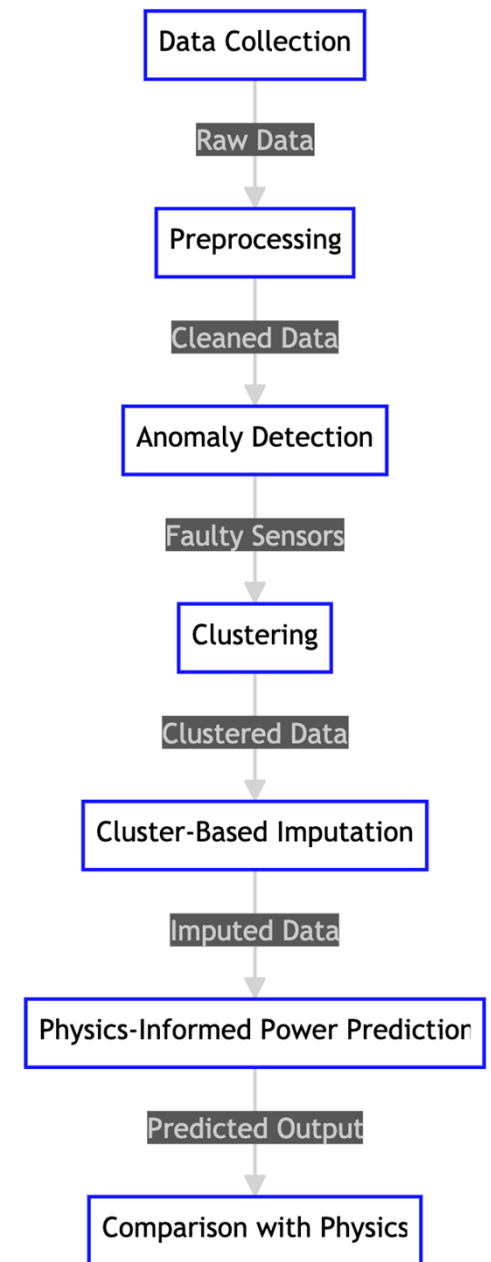 Data Collection
Raw Data
Preprocessing
Cleaned Data
Anomaly Detection
Faulty Sensors
Clustering
Clustered Data
Cluster-Based Imputation
Imputed Data
Physics-Informed Power Prediction
Predicted Output
Comparison with Physics